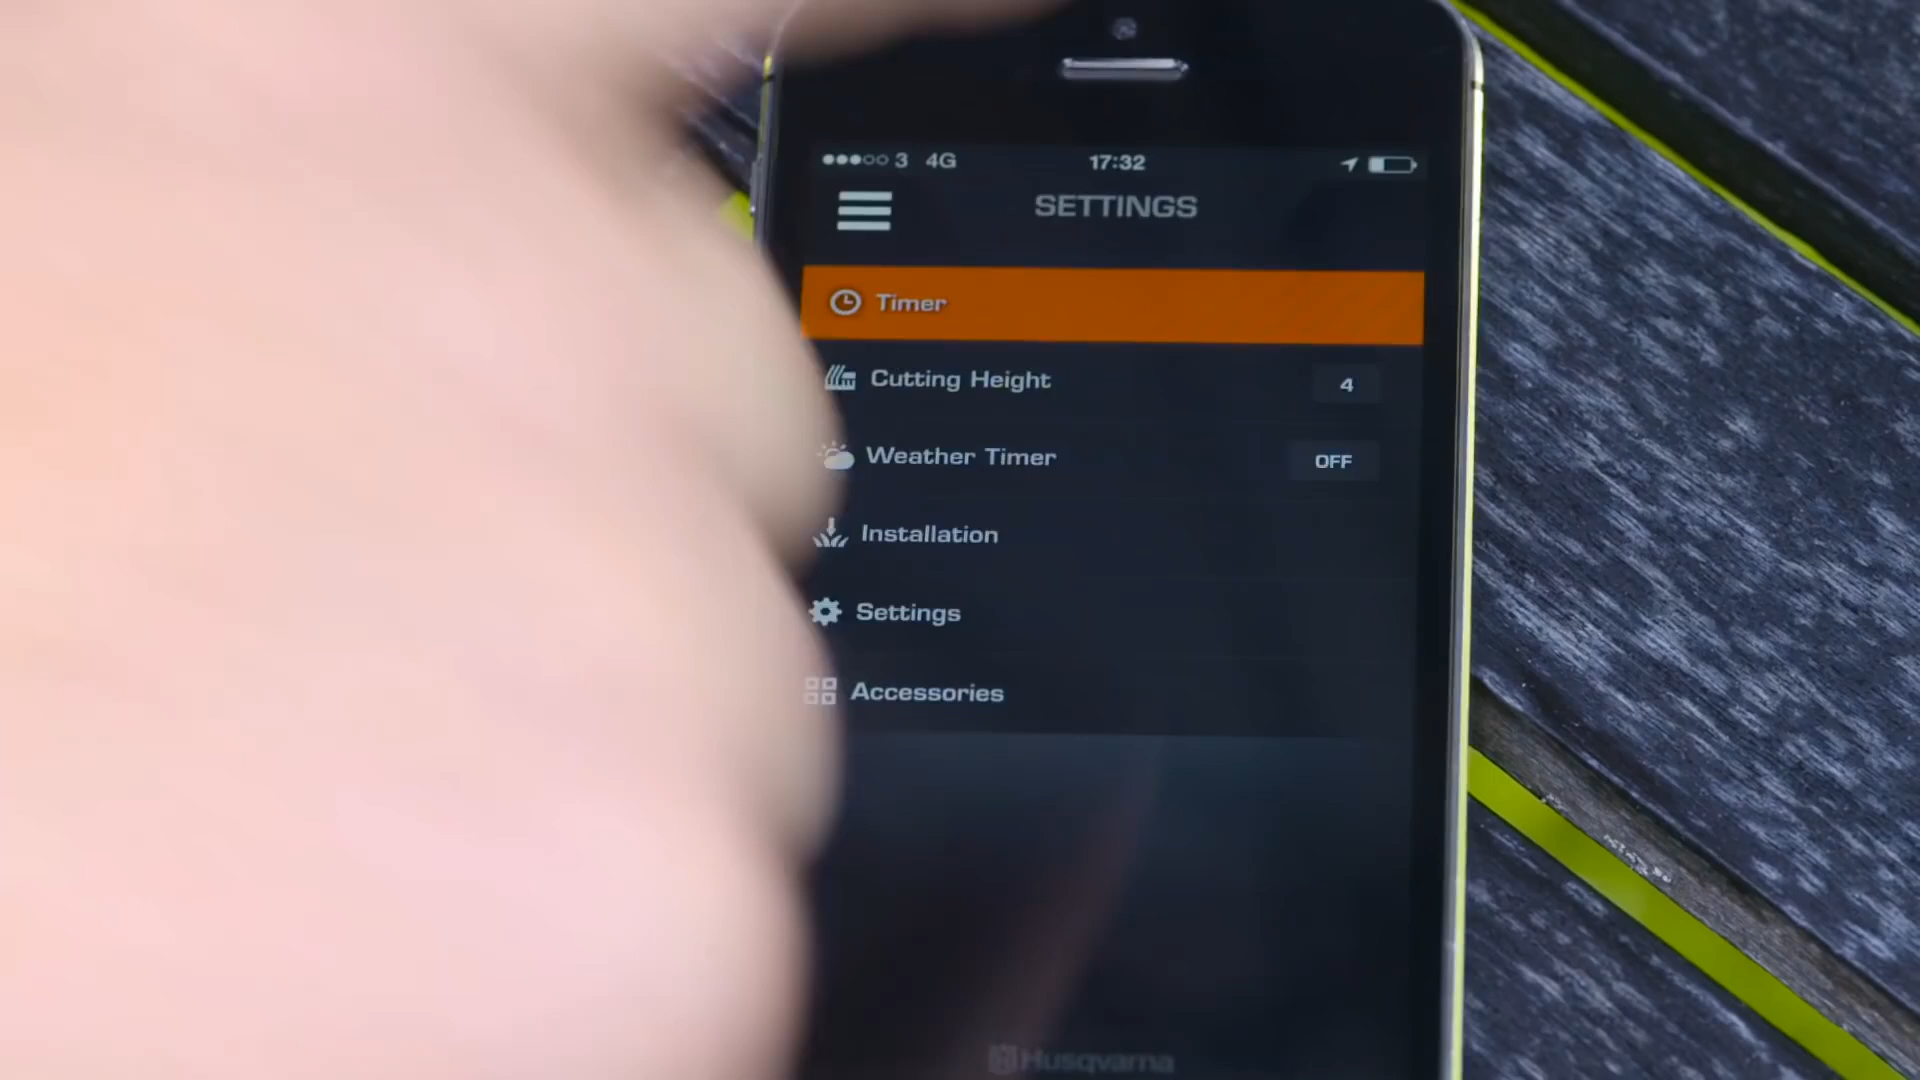 3 4G 17:32
SETTINGS
Timer
Cutting Height 4
Weather Timer OFF
Installation
Settings
Accessories
Husqvarna